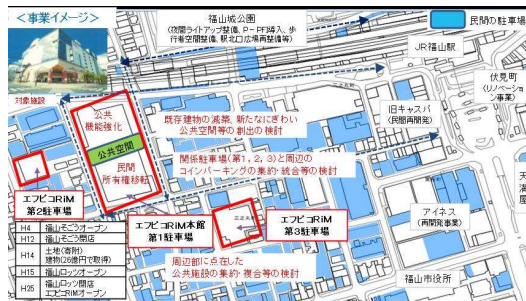 <事業イメージ>
福山城公園
(夜間ライトアップ整備、P-PFI導入、歩
行者空間整備、駅北口広場再整備等)
民間の駐車場
JR福山駅
伏見町
(リノベーショ
ン事業)
対象施設
公共
機能強化
既存建物の減築、新たなにぎわい
公共空間等の創出の検討
旧キャスパ
(民間再開発)
公共空間
関係駐車場(第1,2,3)と周辺の
コインパーキングの集約・統合等の検討
民間
所有権移転
エフピコRiM
第2駐車場
エフピコRiM本館
第1駐車場
エフピコRiM
第3駐車場
アイネス
(再開発事業)
周辺部に点在した
公共施設の集約・複合等の検討
福山市役所
H4 福山そごうオープン
H12 福山そごう閉店
H14 土地(寄附)
建物(26億円で取得)
H15 福山ロッツオープン
H25 福山ロッツ閉店
エフピコRiMオープン